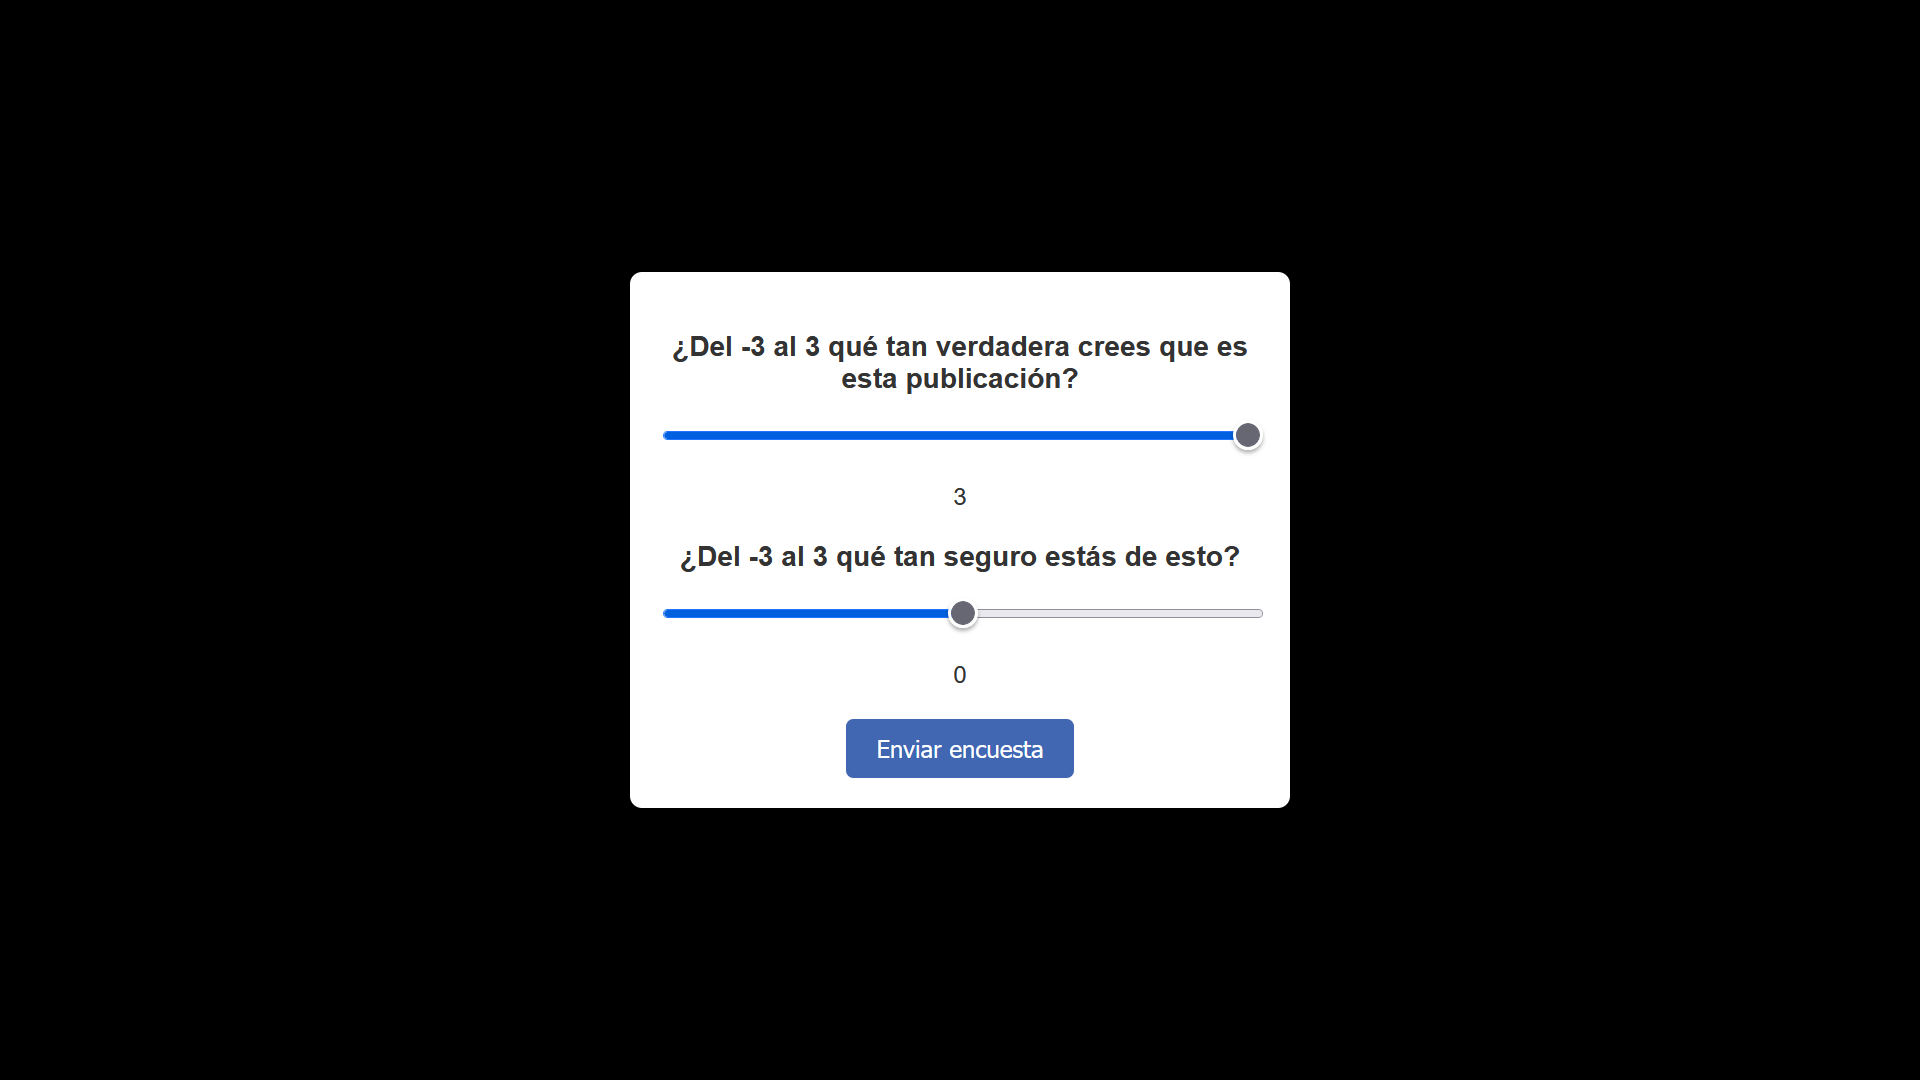 ¿Del -3 al 3 qué tan verdadera crees que es
esta publicación?
3
¿Del -3 al 3 qué tan seguro estás de esto?
0
Enviar encuesta